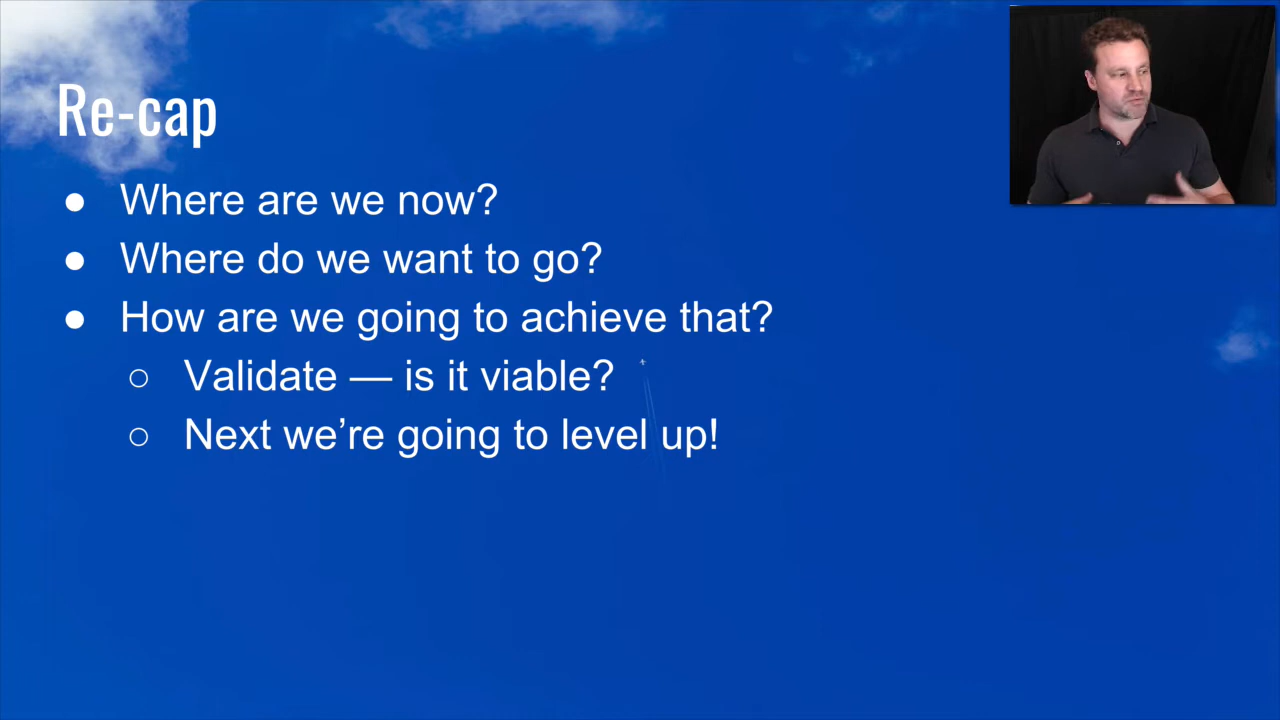 Re-cap
● Where are we now?
● Where do we want to go?
● How are we going to achieve that?
○ Validate — is it viable?
○ Next we’re going to level up!